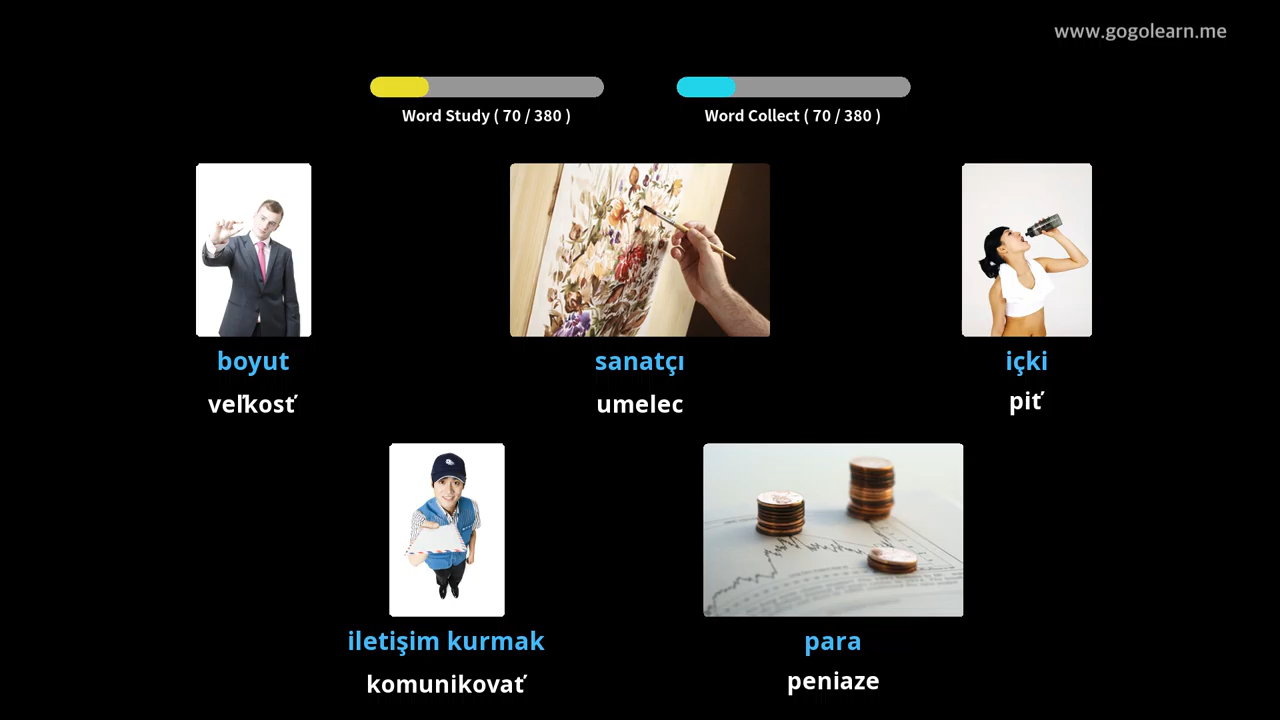 www.gogolearn.me
Word Study ( 70 / 380 )
Word Collect ( 70 / 380 )
boyut
sanatçı
içki
veľkosť
umelec
piť
iletişim kurmak
para
komunikovať
peniaze